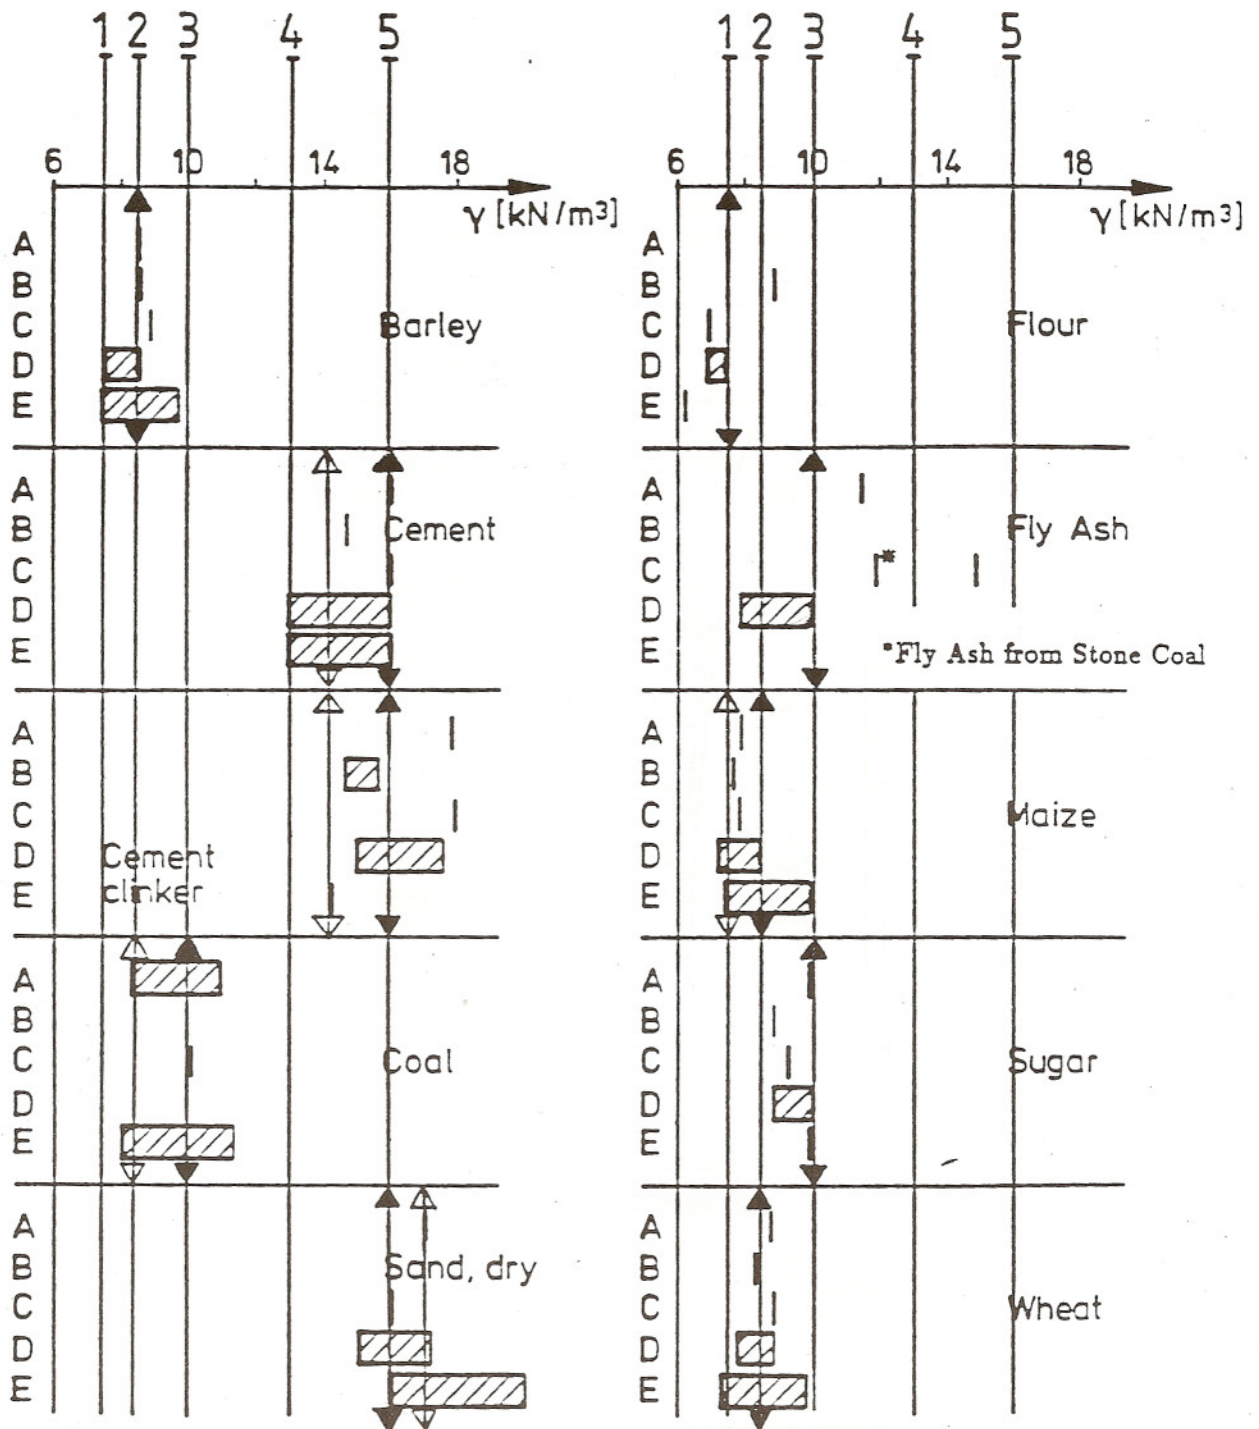 1 2 3 4 5
6 10 14 18
γ [kN/m³]
A
B
C
D
E
Barley
A
B
C
D
E
Cement
A
B
C
D
E
Cement
clinker
A
B
C
D
E
Coal
A
B
C
D
E
Sand, dry
1 2 3 4 5
6 10 14 18
γ [kN/m³]
A
B
C
D
E
Flour
A
B
C
D
E
Fly Ash
*
*Fly Ash from Stone Coal
A
B
C
D
E
Maize
A
B
C
D
E
Sugar
A
B
C
D
E
Wheat